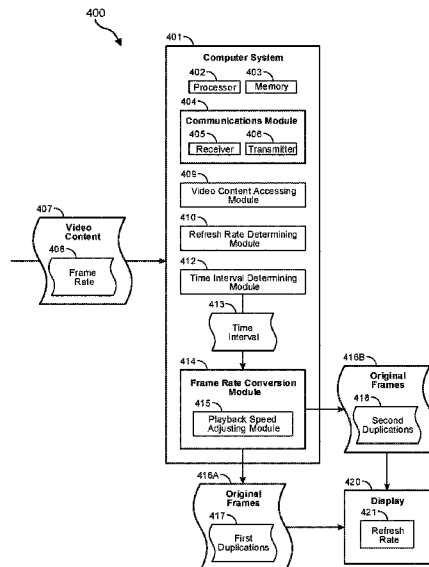 400
401
Computer System
402
Processor
403
Memory
404
Communications Module
405
Receiver
406
Transmitter
407
Video
Content
408
Frame
Rate
409
Video Content Accessing
Module
410
Refresh Rate Determining
Module
412
Time Interval Determining
Module
413
Time
Interval
414
Frame Rate Conversion
Module
415
Playback Speed
Adjusting Module
416B
Original
Frames
418
Second
Duplications
416A
Original
Frames
417
First
Duplications
420
Display
421
Refresh
Rate